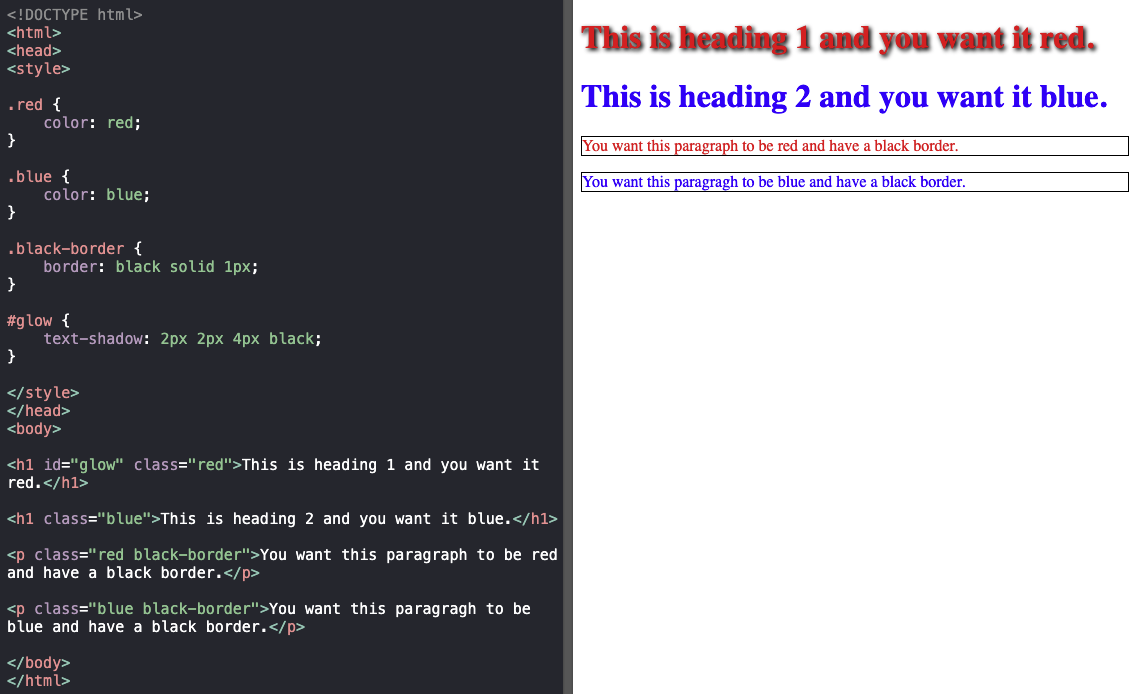 <!DOCTYPE html>
<html>
<head>
<style>
.red {
    color: red;
}
.blue {
    color: blue;
}
.black-border {
    border: black solid 1px;
}
#glow {
    text-shadow: 2px 2px 4px black;
}
</style>
</head>
<body>
<h1 id="glow" class="red">This is heading 1 and you want it
red.</h1>
<h1 class="blue">This is heading 2 and you want it blue.</h1>
<p class="red black-border">You want this paragraph to be red
and have a black border.</p>
<p class="blue black-border">You want this paragragh to be
blue and have a black border.</p>
</body>
</html>
This is heading 1 and you want it red.
This is heading 2 and you want it blue.
You want this paragraph to be red and have a black border.
You want this paragragh to be blue and have a black border.